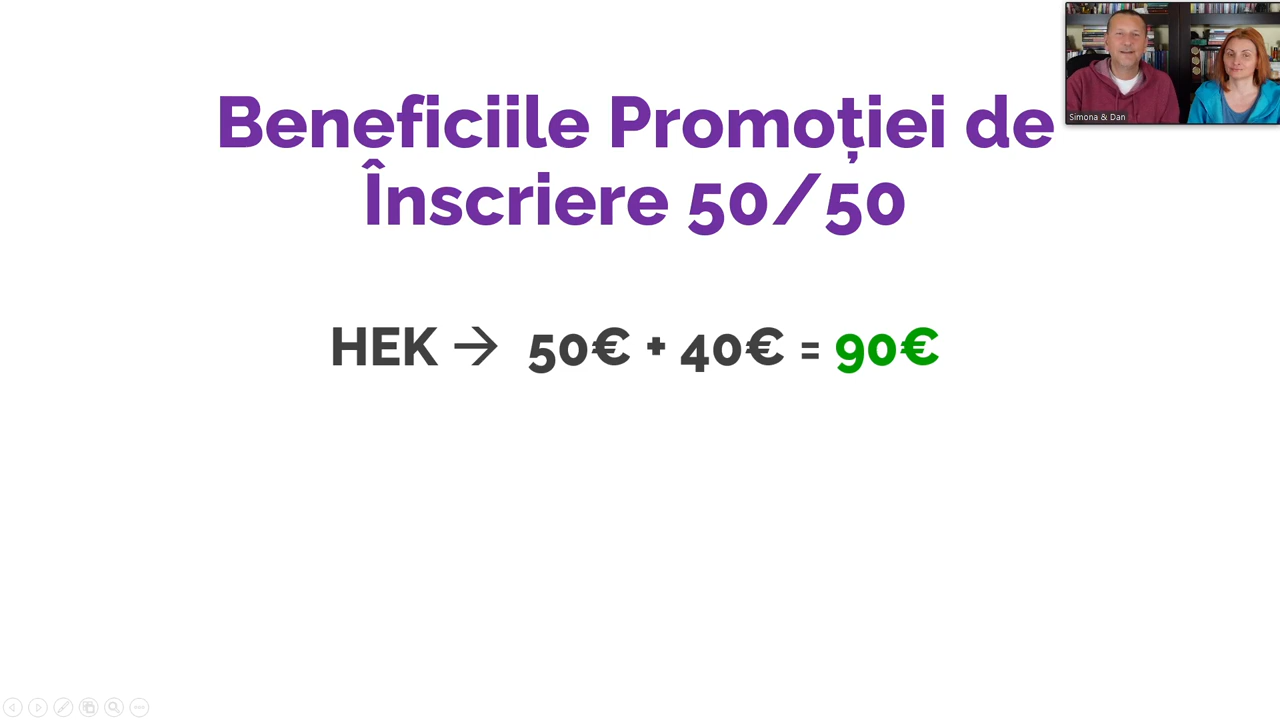 Beneficiile Promoției de
Înscriere 50/50
HEK → 50€ + 40€ = 90€
Simona & Dan